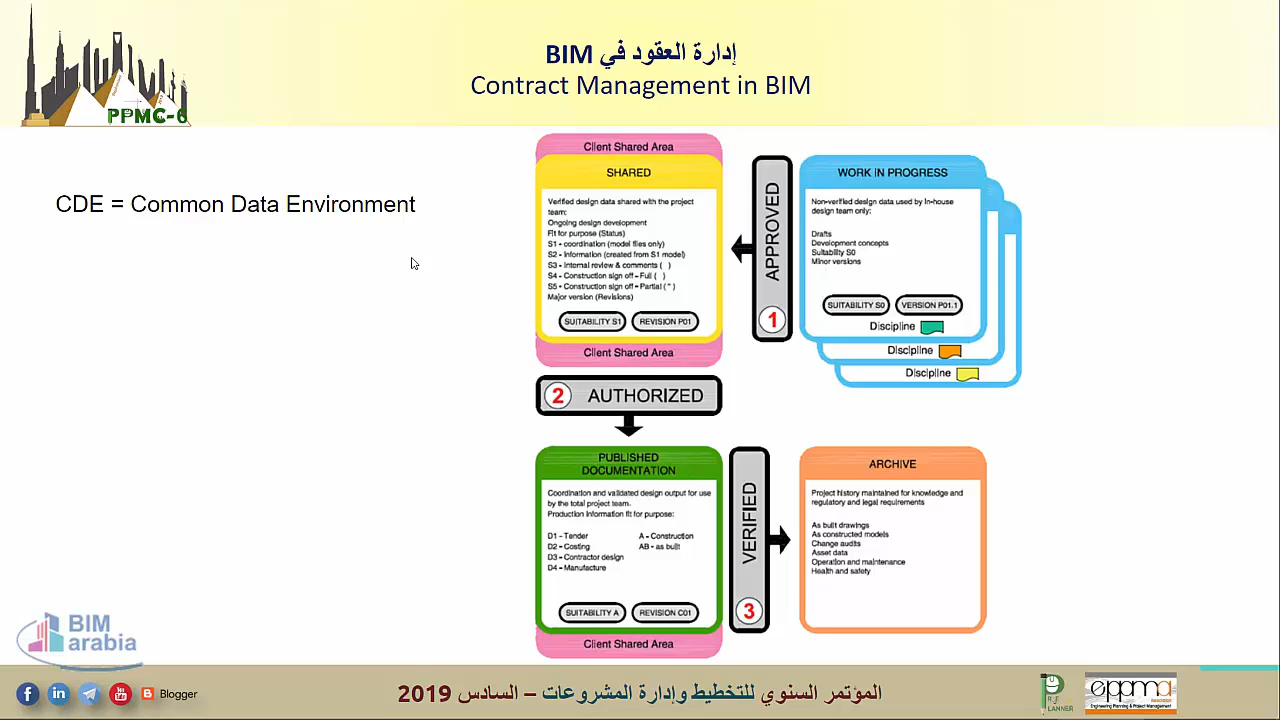 إدارة العقود في BIM
Contract Management in BIM
PPMC-6
CDE = Common Data Environment
Client Shared Area
SHARED
Verified design data shared with the project
team:
Ongoing design development
Fit for purpose (Status)
S1 - coordination (model files only)
S2 - Information (created from S1 model)
S3 - Internal review & comments ( )
S4 - Construction sign off - Full ( )
S5 - Construction sign off - Partial ( " )
Major version (Revisions)
SUITABILITY S1
REVISION P01
Client Shared Area
APPROVED
1
WORK IN PROGRESS
Non-verified design data used by In-house
design team only:
Drafts
Development concepts
Suitability S0
Minor versions
SUITABILITY S0
VERSION P01.1
Discipline
Discipline
Discipline
2 AUTHORIZED
PUBLISHED
DOCUMENTATION
Coordination and validated design output for use
by the total project team.
Production information fit for purpose:
D1 - Tender
D2 - Costing
D3 - Contractor design
D4 - Manufacture
A - Construction
AB - as built
SUITABILITY A
REVISION C01
Client Shared Area
VERIFIED
3
ARCHIVE
Project history maintained for knowledge and
regulatory and legal requirements
As built drawings
As constructed models
Change audits
Asset data
Operation and maintenance
Health and safety
BIM
arabia
Blogger
المؤتمر السنوي للتخطيط وإدارة المشروعات – السادس 2019
PLANNER
eppma
Engineering Planning & Project Management